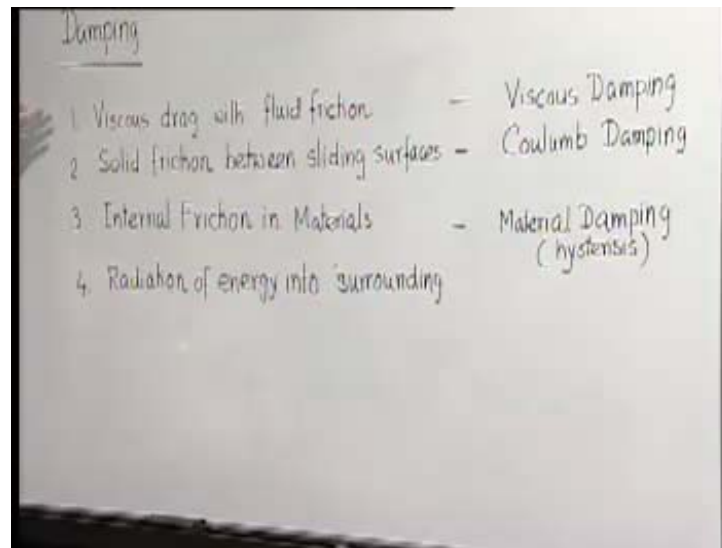 Damping
1 Viscous drag with fluid friction - Viscous Damping
2 Solid friction between sliding surfaces - Coulumb Damping
3 Internal Friction in Materials - Material Damping
(hystensis)
4. Radiation of energy into surrounding